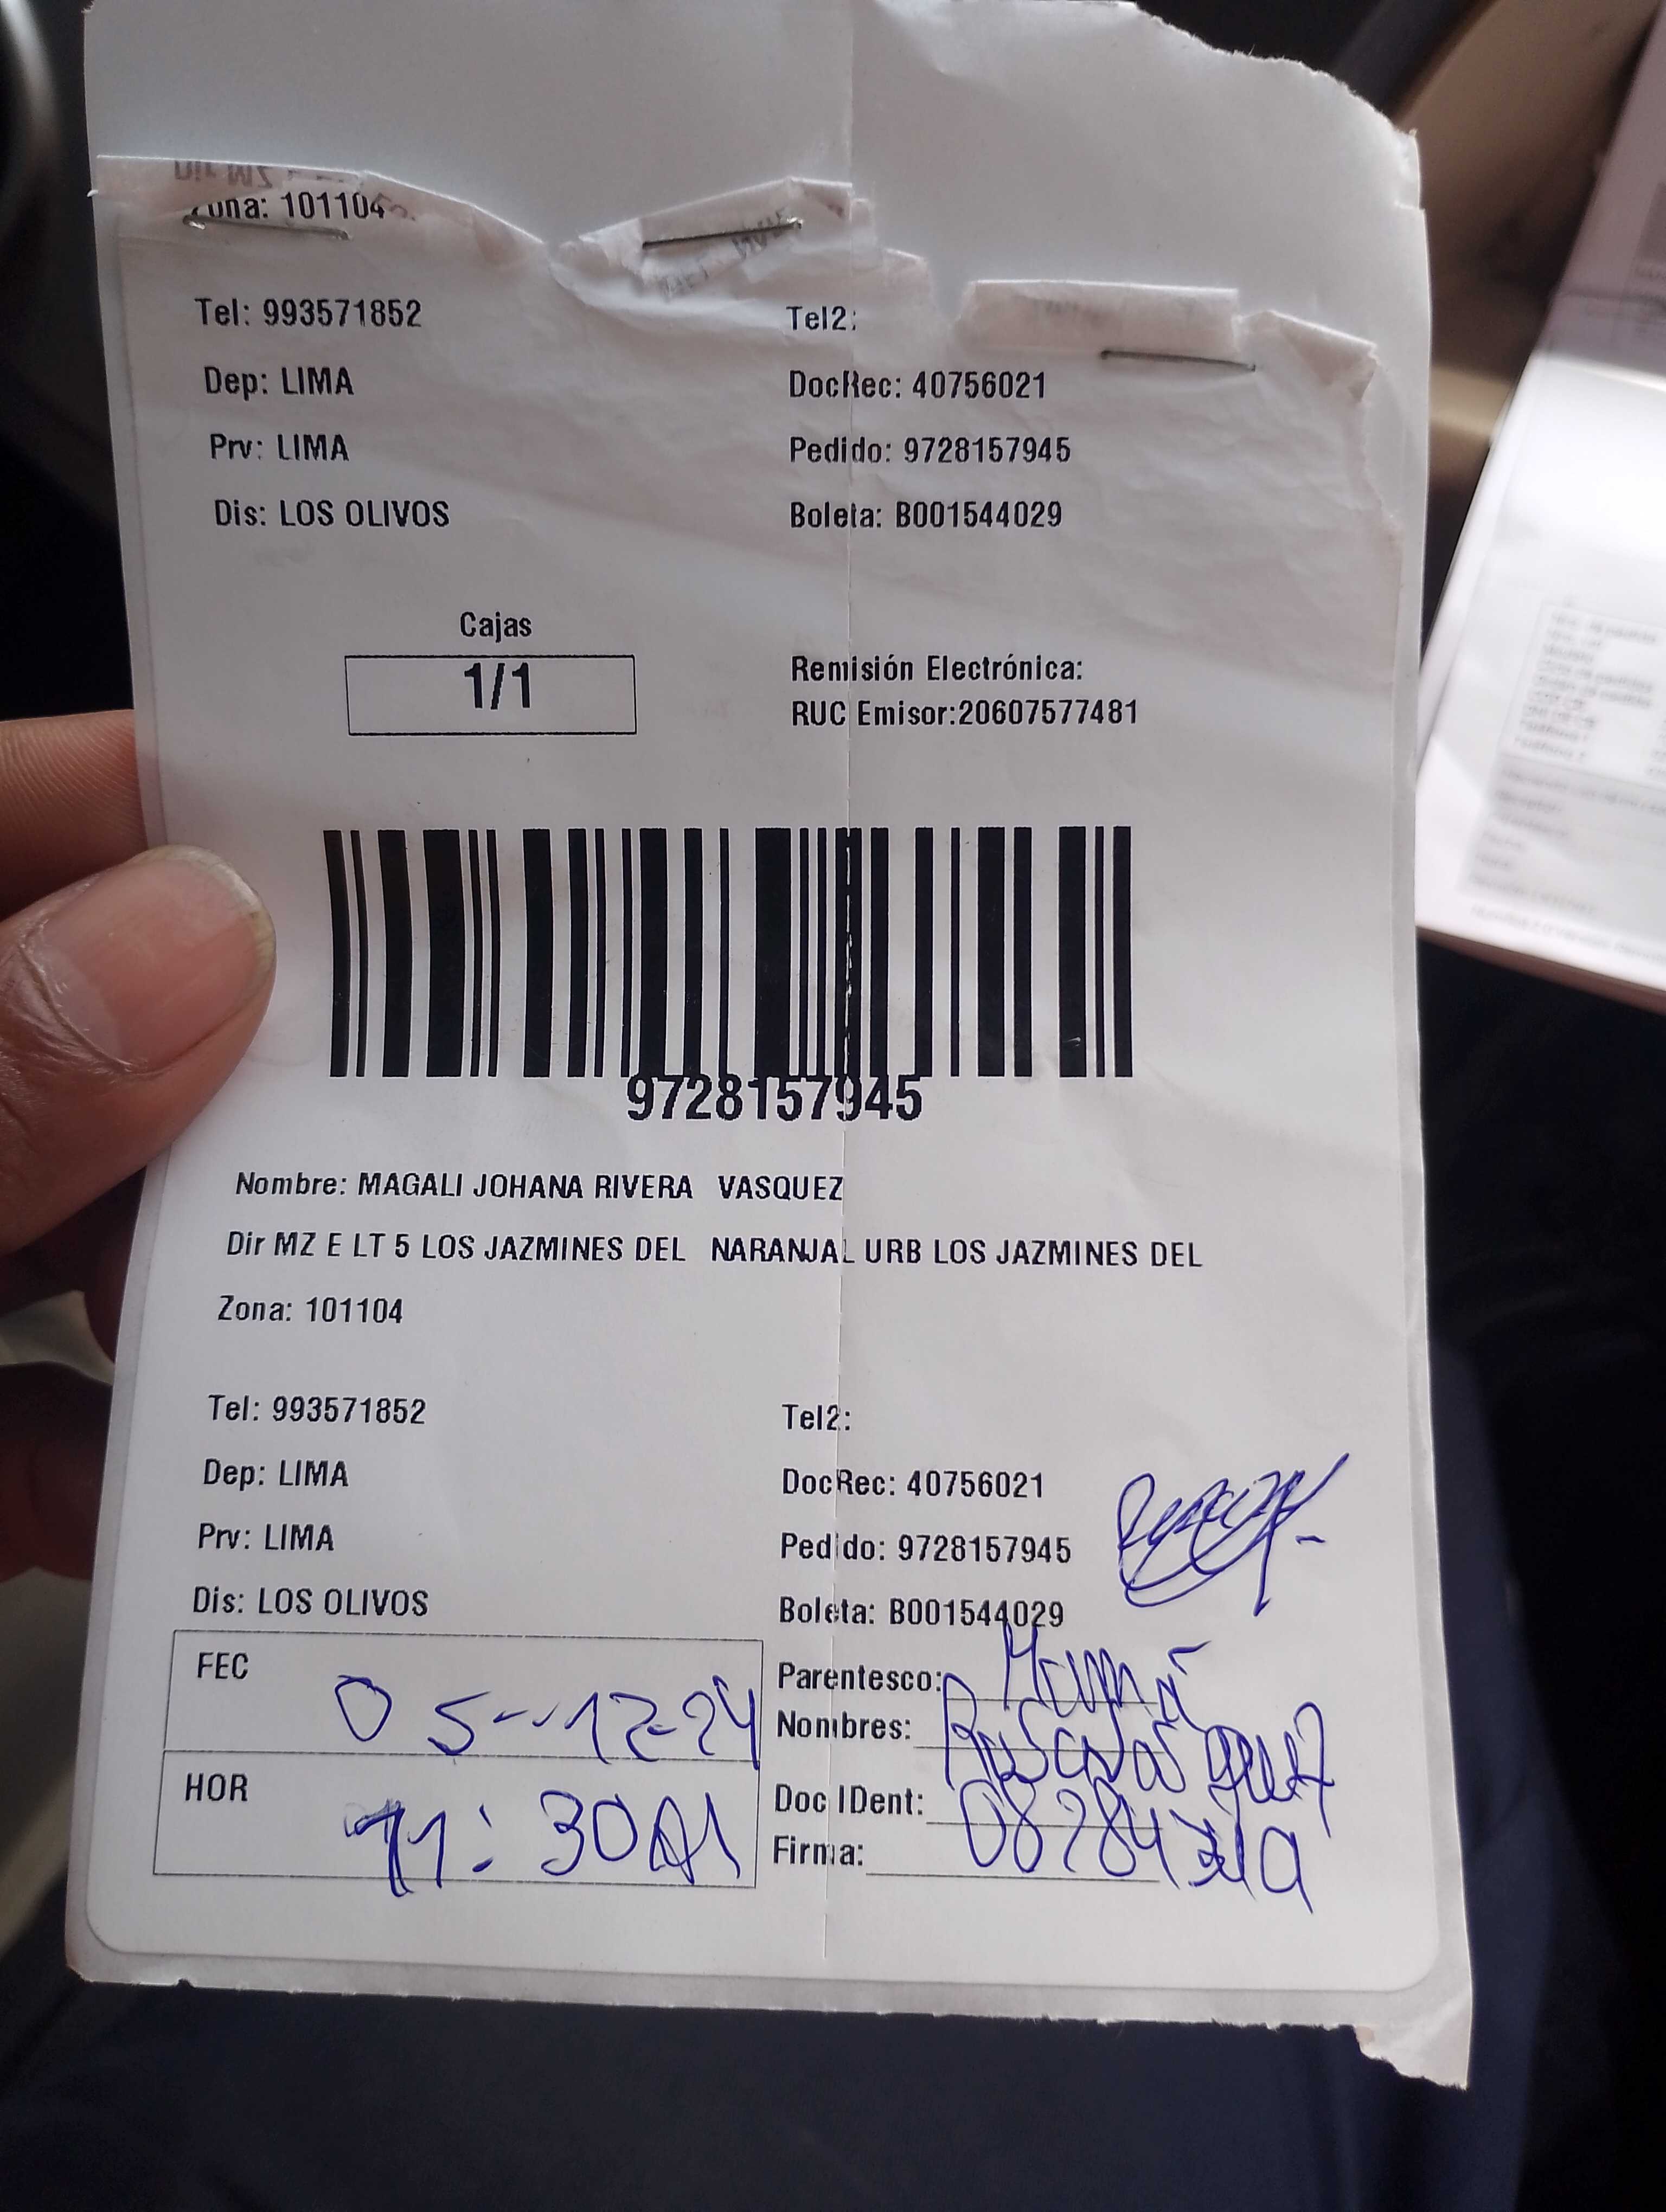 Zona: 101104
Tel: 993571852 Tel2:
Dep: LIMA DocRec: 40756021
Prv: LIMA Pedido: 9728157945
Dis: LOS OLIVOS Boleta: B001544029
Cajas
1/1
Remisión Electrónica:
RUC Emisor:20607577481
9728157945
Nombre: MAGALI JOHANA RIVERA VASQUEZ
Dir MZ E LT 5 LOS JAZMINES DEL NARANJAL URB LOS JAZMINES DEL
Zona: 101104
Tel: 993571852 Tel2:
Dep: LIMA DocRec: 40756021
Prv: LIMA Pedido: 9728157945
Dis: LOS OLIVOS Boleta: B001544029
FEC 05-12-24
HOR 11:30AM
Parentesco: Mamá
Nombres:
Doc IDent:
Firma: